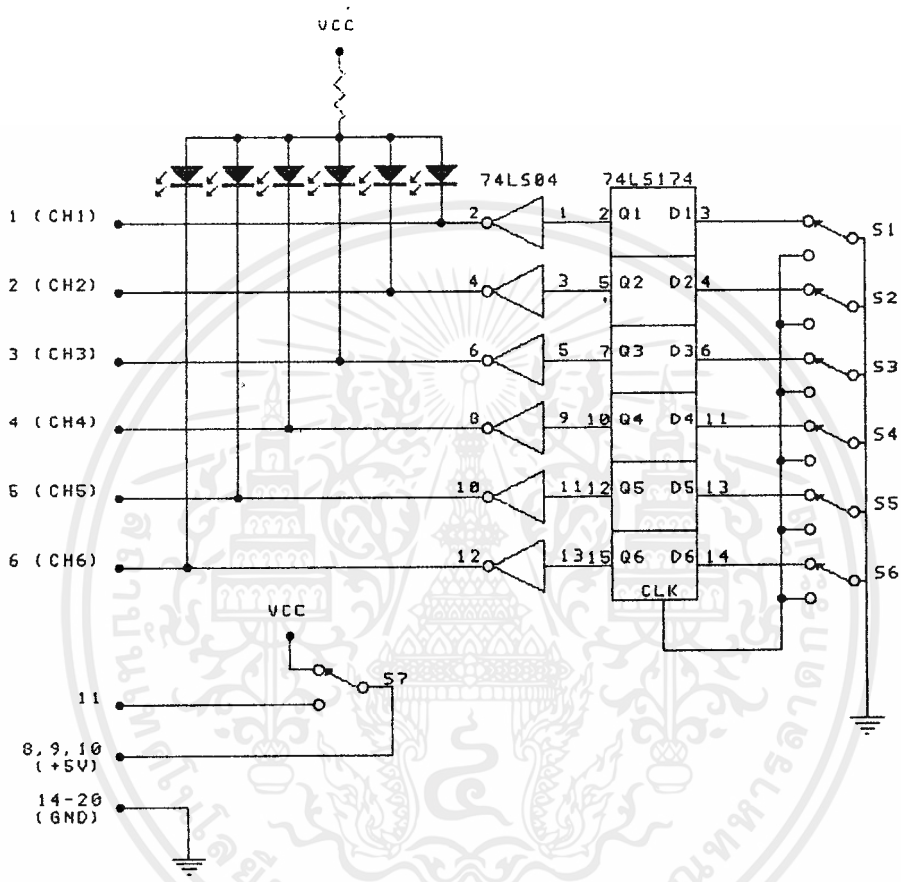 VCC
74LS04
74LS174
1 (CH1)
2 1
2 Q1 D1 3
S1
2 (CH2)
4 3
5 Q2 D2 4
S2
3 (CH3)
6 5
7 Q3 D3 6
S3
4 (CH4)
8 9
10 Q4 D4 11
S4
5 (CH5)
10 11
12 Q5 D5 13
S5
6 (CH6)
12 13
15 Q6 D6 14
S6
CLK
VCC
S7
11
8,9,10
(+5V)
14-20
(GND)